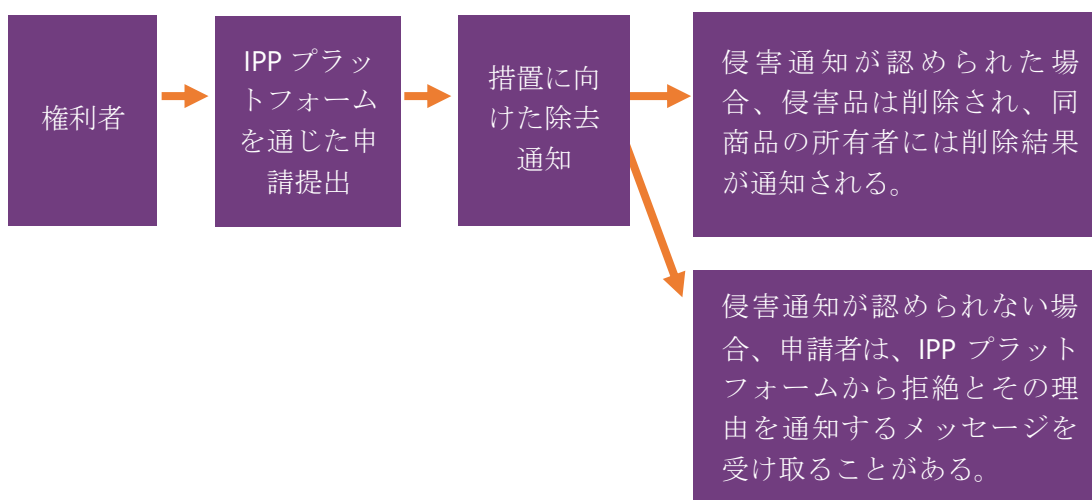 権利者
IPP プラッ
トフォーム
を通じた申
請提出
措置に向
けた除去
通知
侵害通知が認められた場
合、侵害品は削除され、同
商品の所有者には削除結果
が通知される。
侵害通知が認められない場
合、申請者は、IPP プラット
フォームから拒絶とその理
由を通知するメッセージを
受け取ることがある。